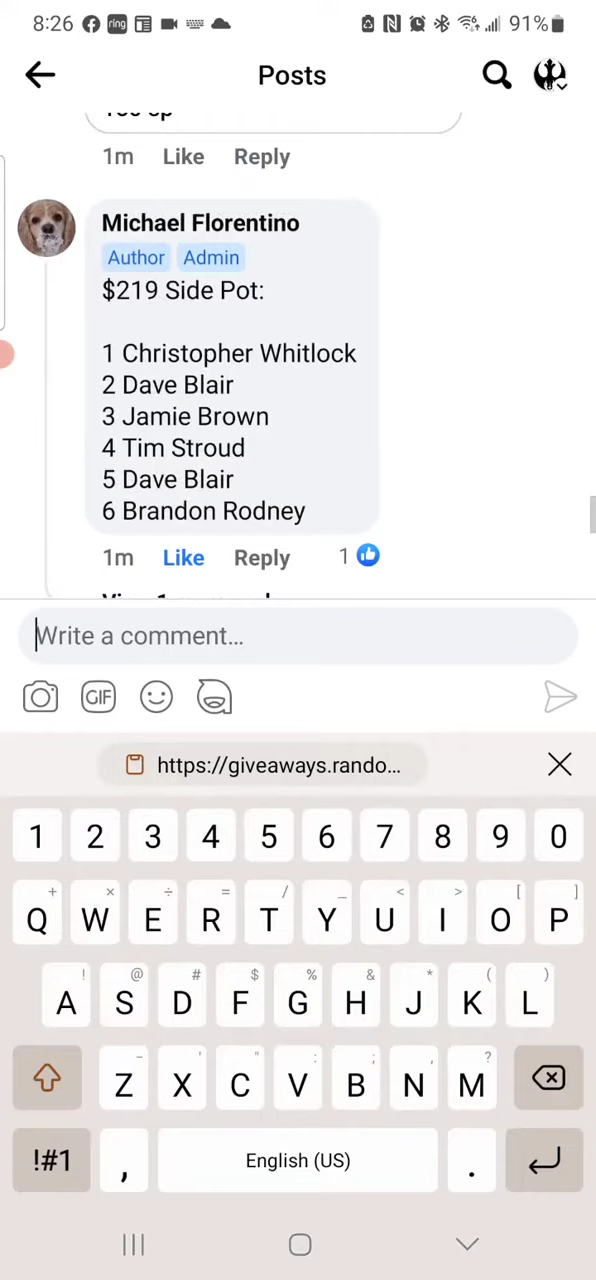 8:26 ring 91%
Posts
1m Like Reply
Michael Florentino
Author Admin
$219 Side Pot:
1 Christopher Whitlock
2 Dave Blair
3 Jamie Brown
4 Tim Stroud
5 Dave Blair
6 Brandon Rodney
1m Like Reply 1
Write a comment...
GIF
https://giveaways.rando...
1 2 3 4 5 6 7 8 9 0
+ × ÷ = / _ < > [ ]
Q W E R T Y U I O P
! @ # $ % & * ( )
A S D F G H J K L
- ' " : ; , ?
Z X C V B N M
!#1 , English (US) .